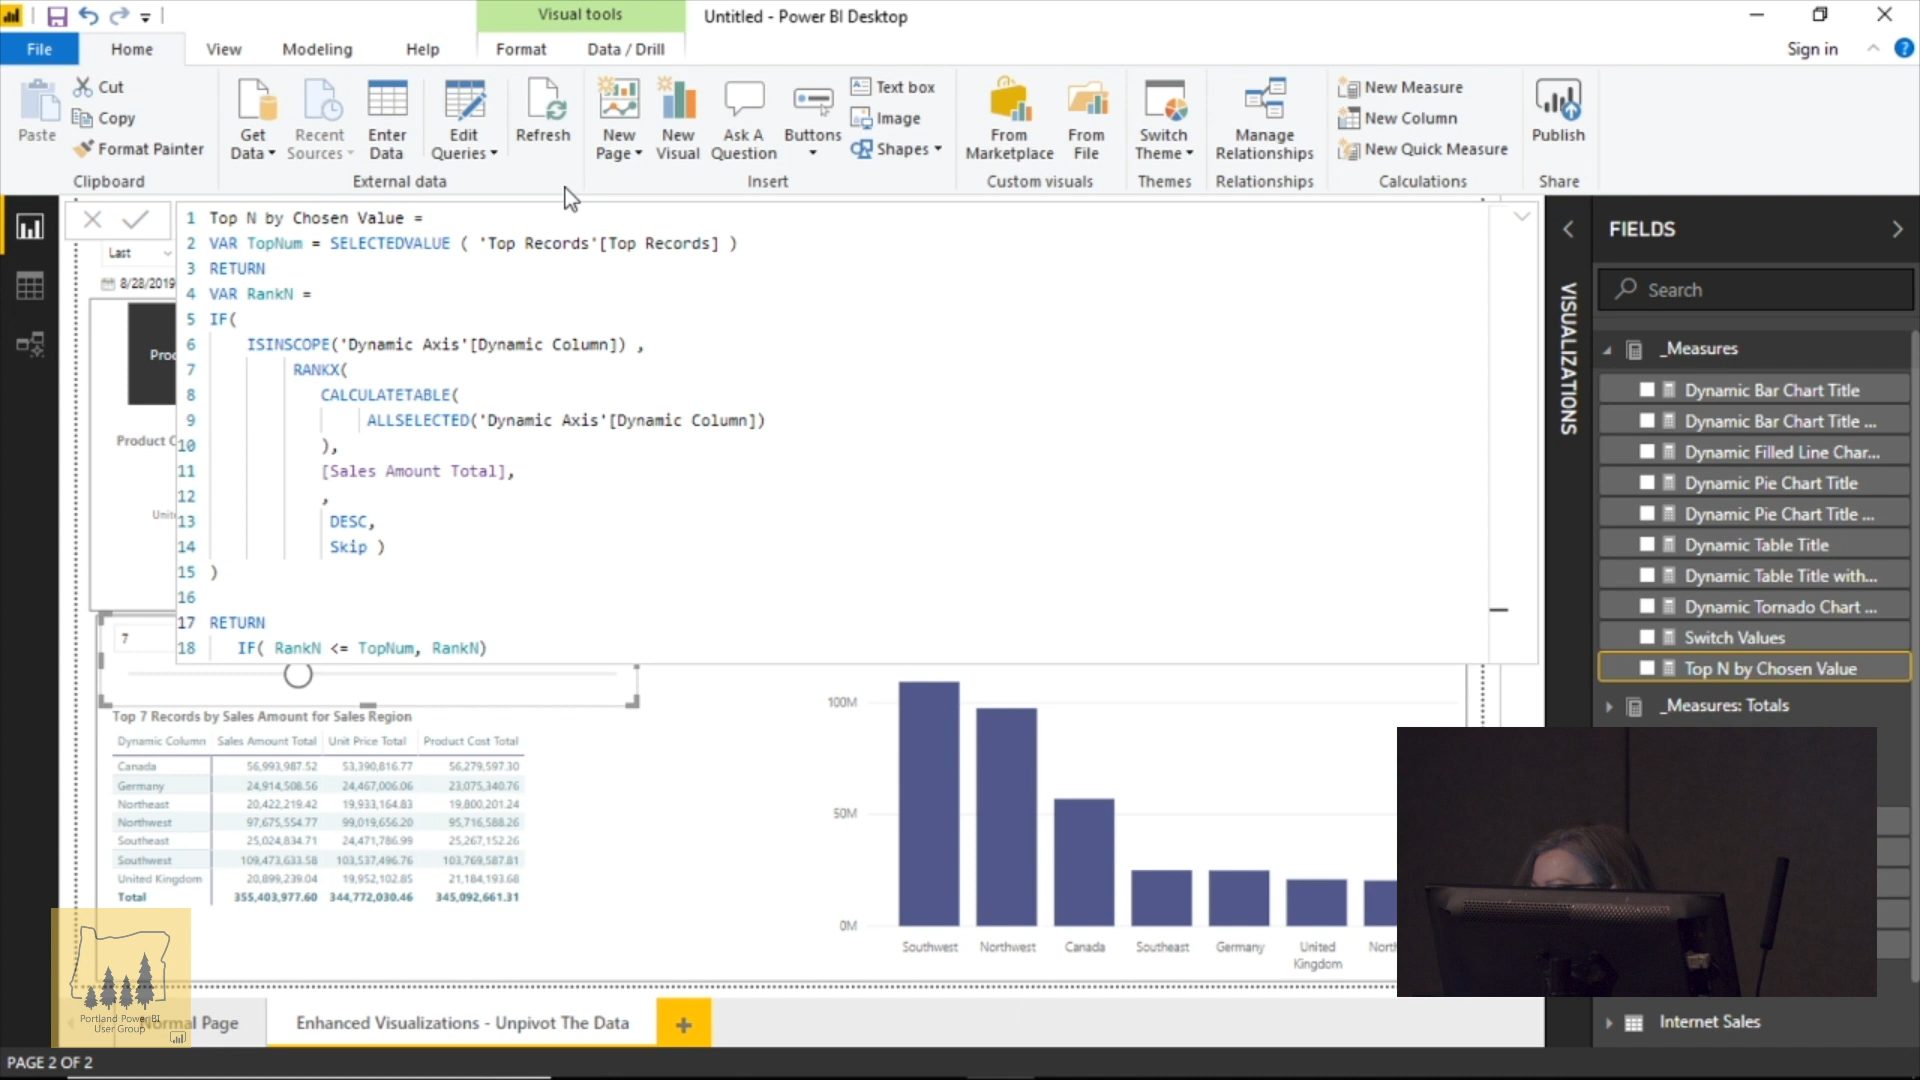 Visual tools
Untitled - Power BI Desktop
File
Home
View
Modeling
Help
Format
Data / Drill
Sign in
Paste
Cut
Copy
Format Painter
Clipboard
Get Data
Recent Sources
Enter Data
Edit Queries
Refresh
External data
New Page
New Visual
Ask A Question
Buttons
Text box
Image
Shapes
Insert
From Marketplace
From File
Custom visuals
Switch Theme
Themes
Manage Relationships
Relationships
New Measure
New Column
New Quick Measure
Calculations
Publish
Share
Last
8/28/2019
Product C
7
1 Top N by Chosen Value =
2 VAR TopNum = SELECTEDVALUE ( 'Top Records'[Top Records] )
3 RETURN
4 VAR RankN =
5 IF(
6 ISINSCOPE('Dynamic Axis'[Dynamic Column]) ,
7 RANKX(
8 CALCULATETABLE(
9 ALLSELECTED('Dynamic Axis'[Dynamic Column])
10 ),
11 [Sales Amount Total],
12 ,
13 DESC,
14 Skip )
15 )
16
17 RETURN
18 IF( RankN <= TopNum, RankN)
Top 7 Records by Sales Amount for Sales Region
Dynamic Column Sales Amount Total Unit Price Total Product Cost Total
Canada 56,993,987.52 53,390,816.77 56,279,597.30
Germany 24,914,508.56 24,467,006.06 23,075,340.76
Northeast 20,422,219.42 19,933,164.83 19,800,201.24
Northwest 97,675,554.77 99,019,656.20 95,716,588.26
Southeast 25,024,834.71 24,471,786.99 25,267,152.26
Southwest 109,473,633.58 103,537,496.76 103,769,587.81
United Kingdom 20,899,239.04 19,952,102.85 21,184,193.68
Total 355,403,977.60 344,772,030.46 345,092,661.31
100M
50M
0M
Southwest
Northwest
Canada
Southeast
Germany
United Kingdom
North
VISUALIZATIONS
FIELDS
Search
_Measures
Dynamic Bar Chart Title
Dynamic Bar Chart Title ...
Dynamic Filled Line Char...
Dynamic Pie Chart Title
Dynamic Pie Chart Title ...
Dynamic Table Title
Dynamic Table Title with...
Dynamic Tornado Chart ...
Switch Values
Top N by Chosen Value
_Measures: Totals
Internet Sales
Portland Power BI
User Group
Normal Page
Enhanced Visualizations - Unpivot The Data
PAGE 2 OF 2